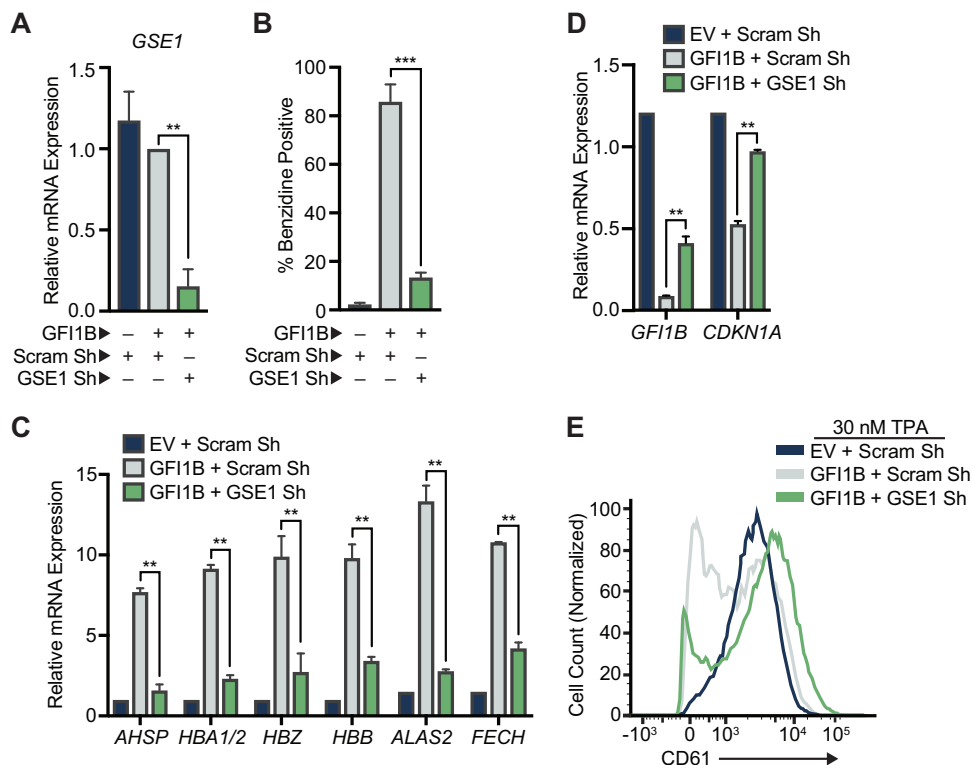 A
GSE1
Relative mRNA Expression
1.5
1.0
0.5
0.0
**
GFI1B – + +
Scram Sh + + –
GSE1 Sh – – +
B
% Benzidine Positive
100
80
60
40
20
0
***
GFI1B – + +
Scram Sh + + –
GSE1 Sh – – +
D
EV + Scram Sh
GFI1B + Scram Sh
GFI1B + GSE1 Sh
Relative mRNA Expression
1.5
1.0
0.5
0.0
**
**
GFI1B CDKN1A
C
EV + Scram Sh
GFI1B + Scram Sh
GFI1B + GSE1 Sh
Relative mRNA Expression
15
10
5
0
** ** ** ** ** **
AHSP HBA1/2 HBZ HBB ALAS2 FECH
E
30 nM TPA
EV + Scram Sh
GFI1B + Scram Sh
GFI1B + GSE1 Sh
Cell Count (Normalized)
100
80
60
40
20
0
-10³ 0 10³ 10⁴ 10⁵
CD61